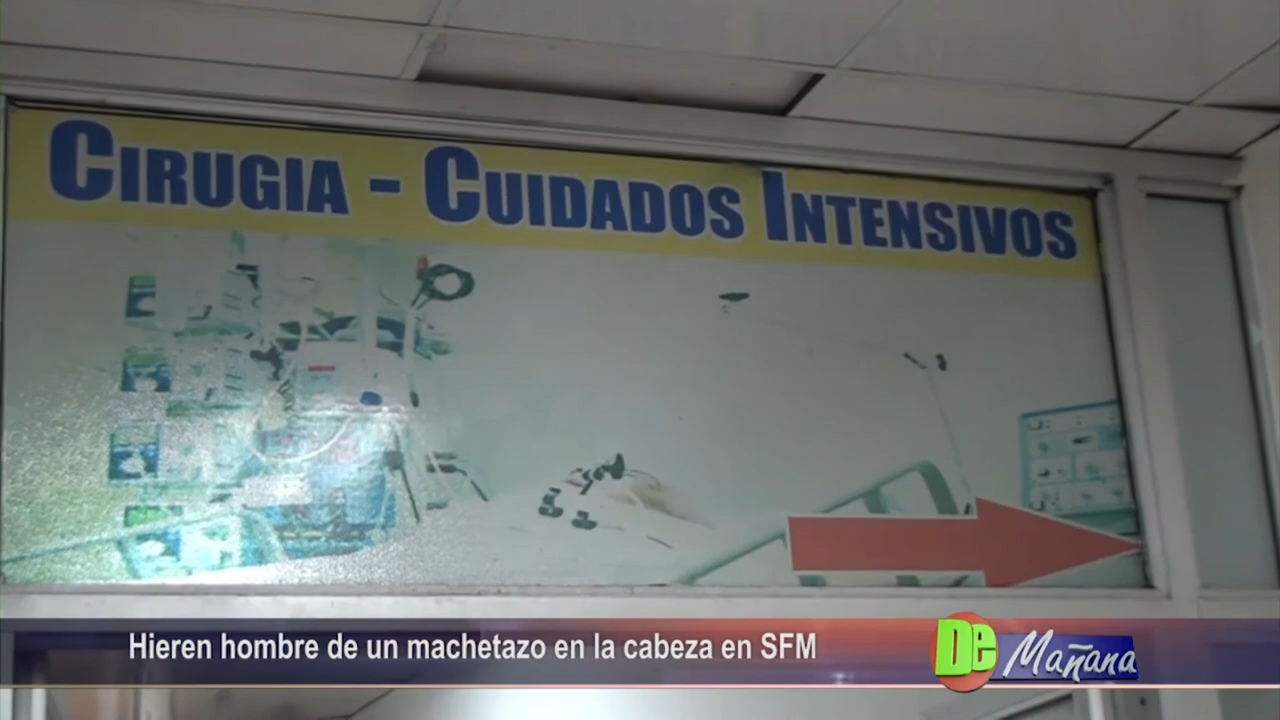 CIRUGIA - CUIDADOS INTENSIVOS
Hieren hombre de un machetazo en la cabeza en SFM
De Mañana